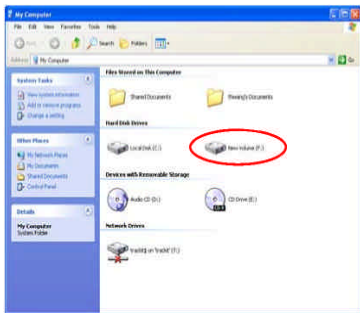 My Computer
File Edit View Favorites Tools Help
Search Folders
Address My Computer Go
System Tasks
View system information
Add or remove programs
Change a setting
Other Places
My Network Places
My Documents
Shared Documents
Control Panel
Details
My Computer
System Folder
Files Stored on This Computer
Shared Documents
Hard Disk Drives
Local Disk (C:)
New Volume (F:)
Devices with Removable Storage
Audio CD (D:)
CD Drive (E:)
Network Drives